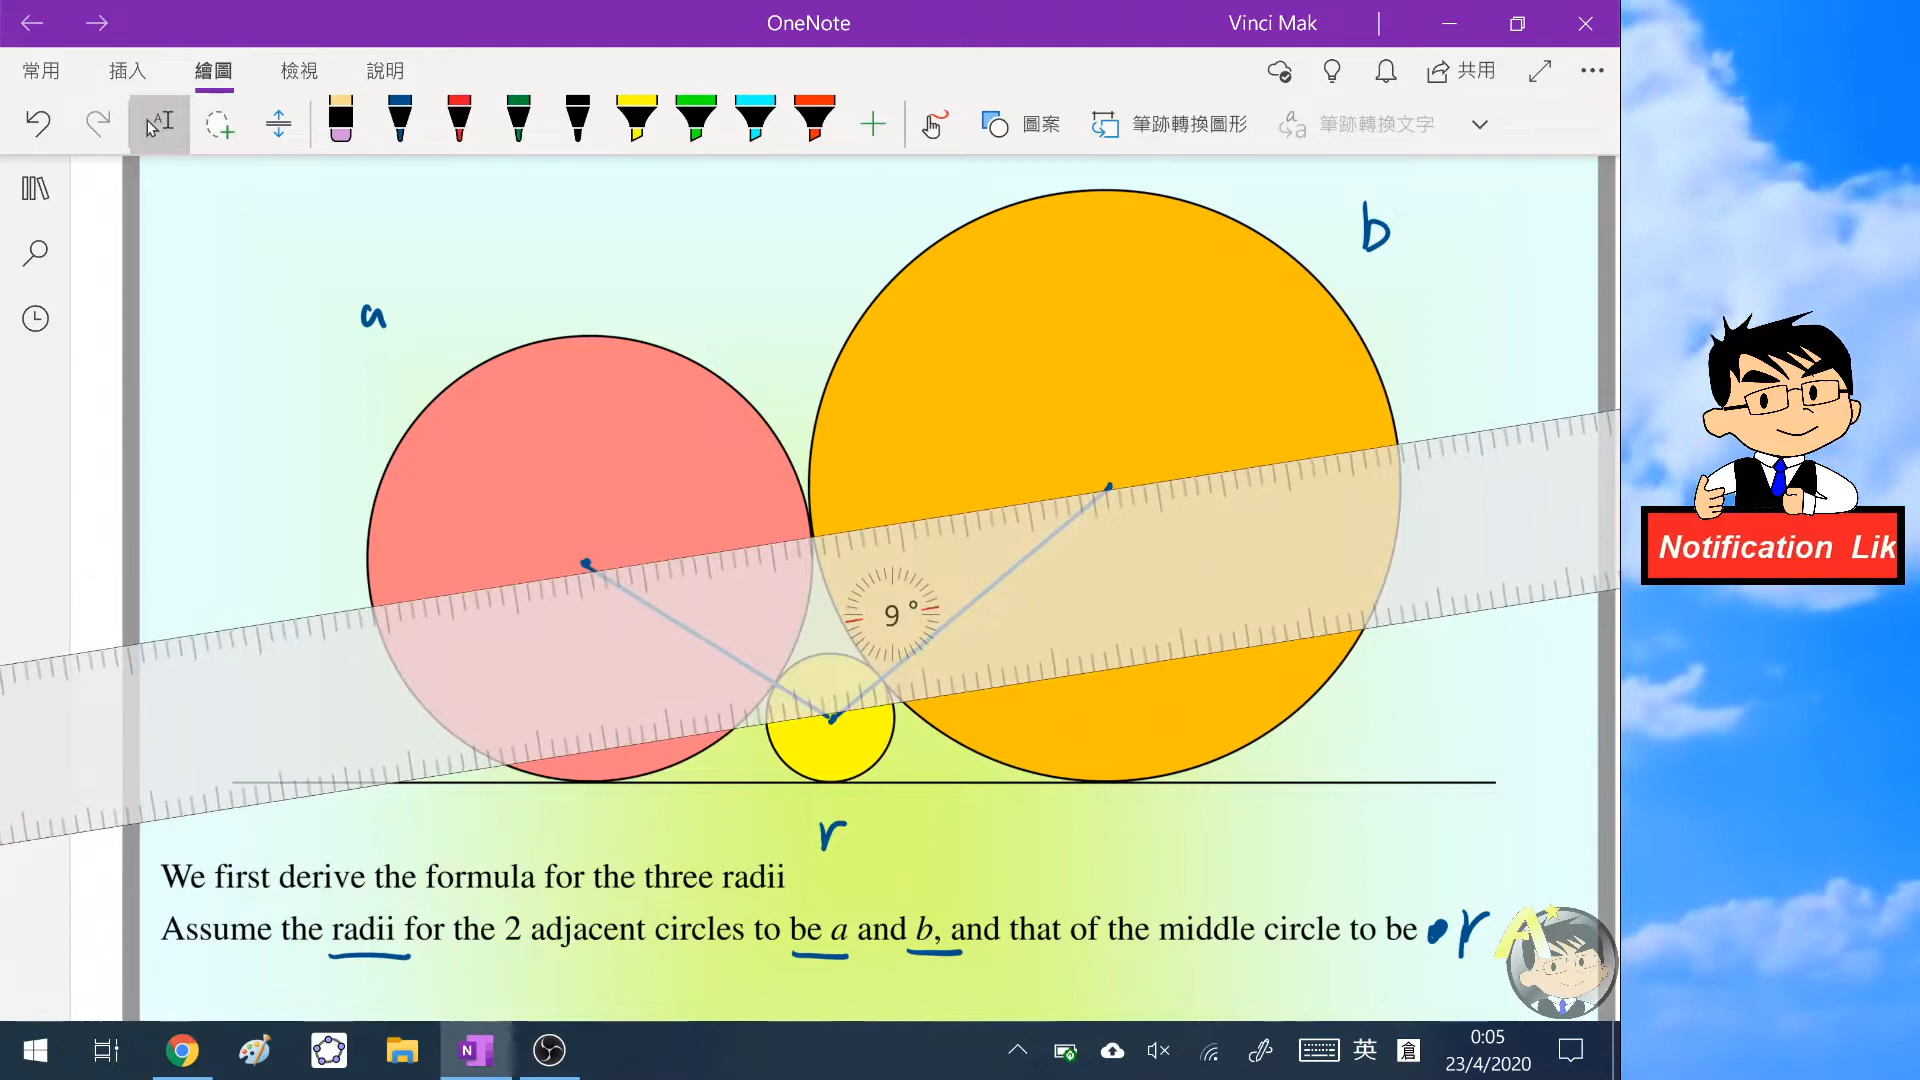 OneNote
Vinci Mak
常用 插入 繪圖 檢視 說明
共用
圖案 筆跡轉換圖形 筆跡轉換文字
b
a
9°
r
We first derive the formula for the three radii
Assume the radii for the 2 adjacent circles to be a and b, and that of the middle circle to be r
Notification Lik
A
N
英 倉
0:05
23/4/2020